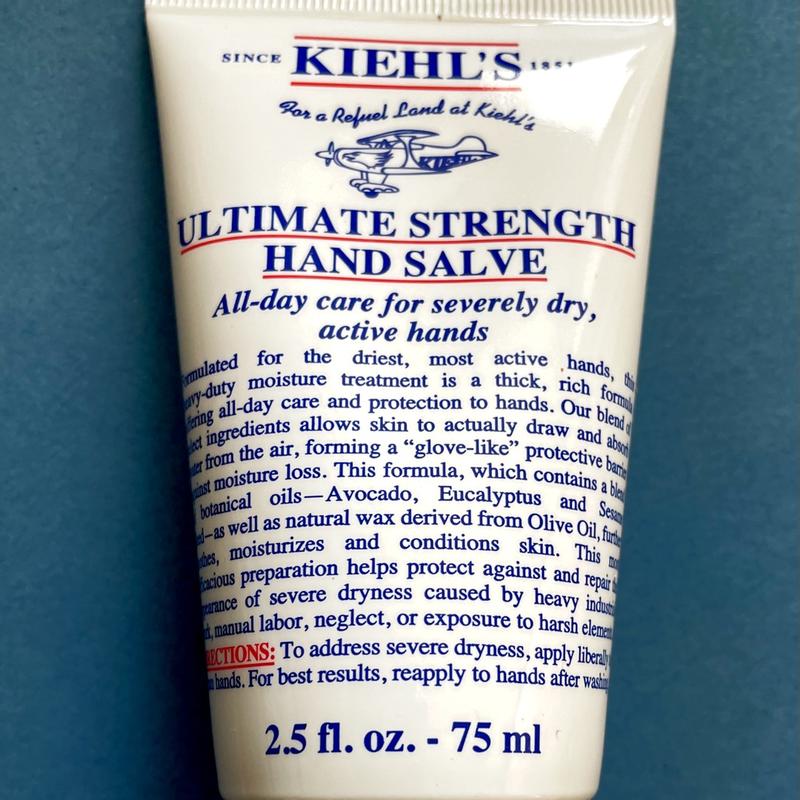 SINCE KIEHL'S 1851
For a Refuel Land at Kiehl's
KIEHL'S
ULTIMATE STRENGTH
HAND SALVE
All-day care for severely dry,
active hands
for the driest, most active hands,
moisture treatment is a thick, rich
all-day care and protection to hands. Our blend of
ingredients allows skin to actually draw and
from the air, forming a “glove-like” protective
moisture loss. This formula, which contains a
botanical oils—Avocado, Eucalyptus and
—as well as natural wax derived from Olive Oil,
moisturizes and conditions skin. This
preparation helps protect against and repair
of severe dryness caused by heavy
manual labor, neglect, or exposure to harsh
To address severe dryness, apply
hands. For best results, reapply to hands after
2.5 fl. oz. - 75 ml